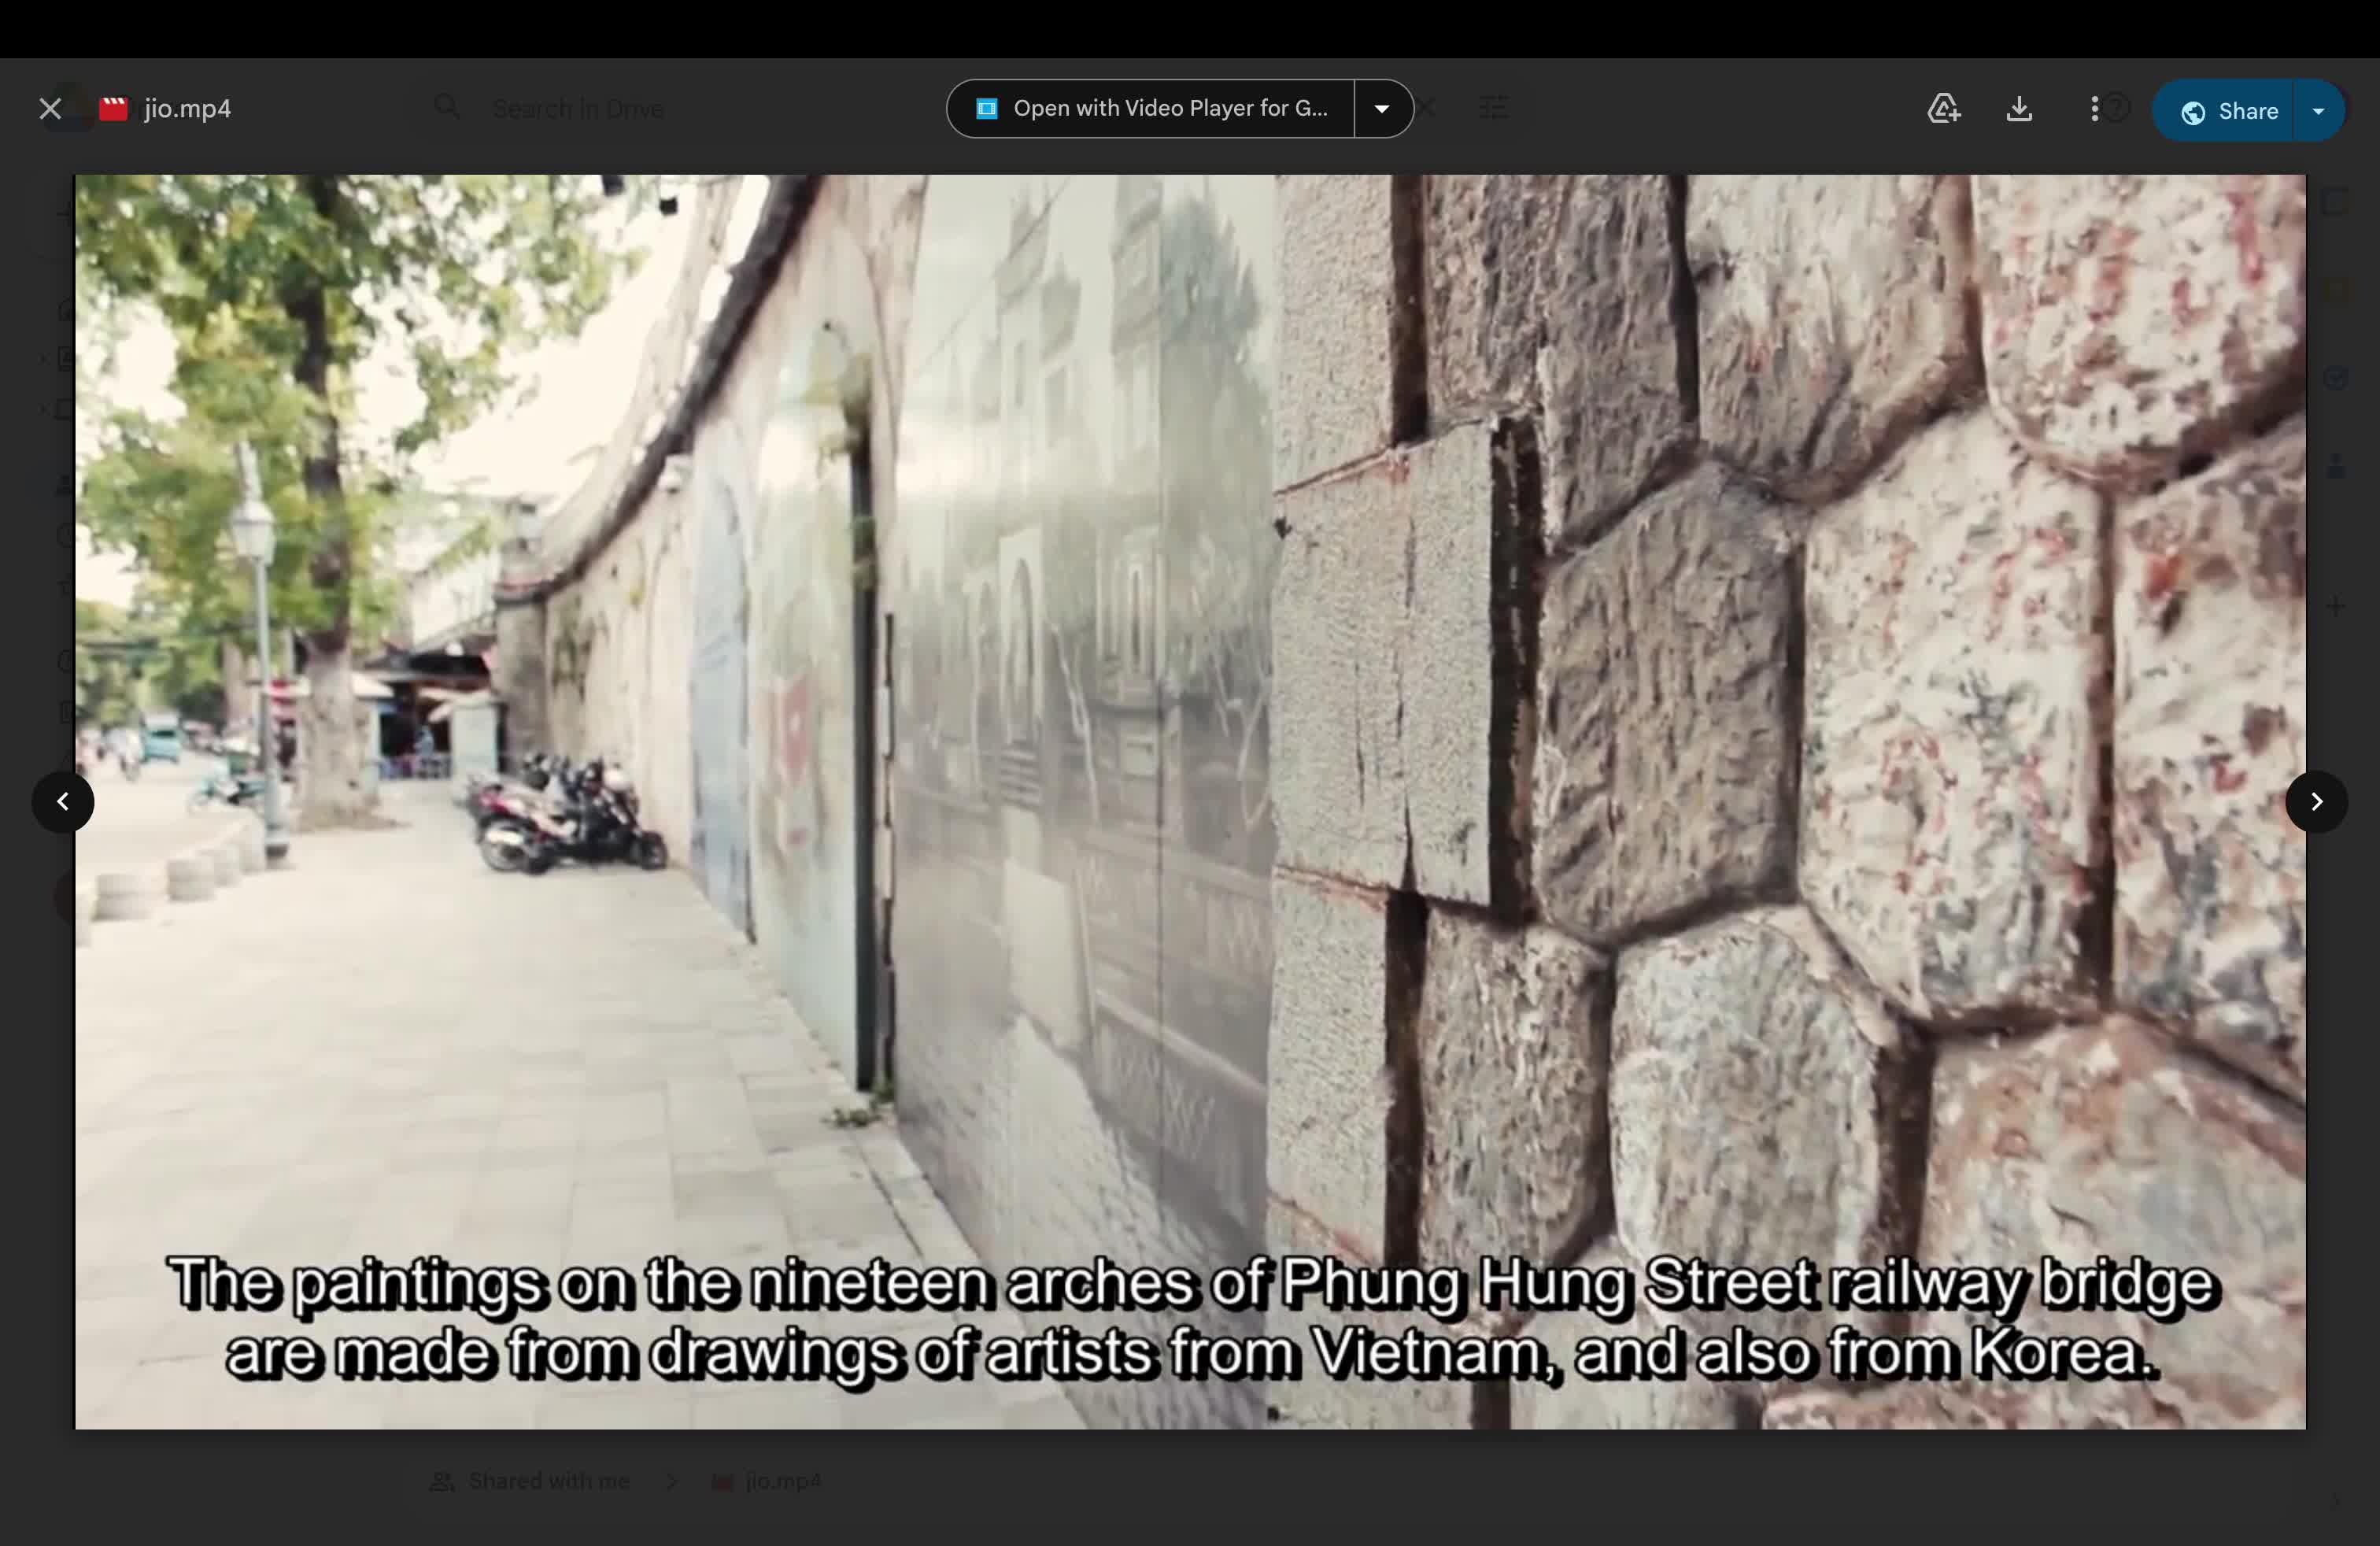 jio.mp4
Search in Drive
Open with Video Player for G...
Share
The paintings on the nineteen arches of Phung Hung Street railway bridge
are made from drawings of artists from Vietnam, and also from Korea.
Shared with me
jio.mp4